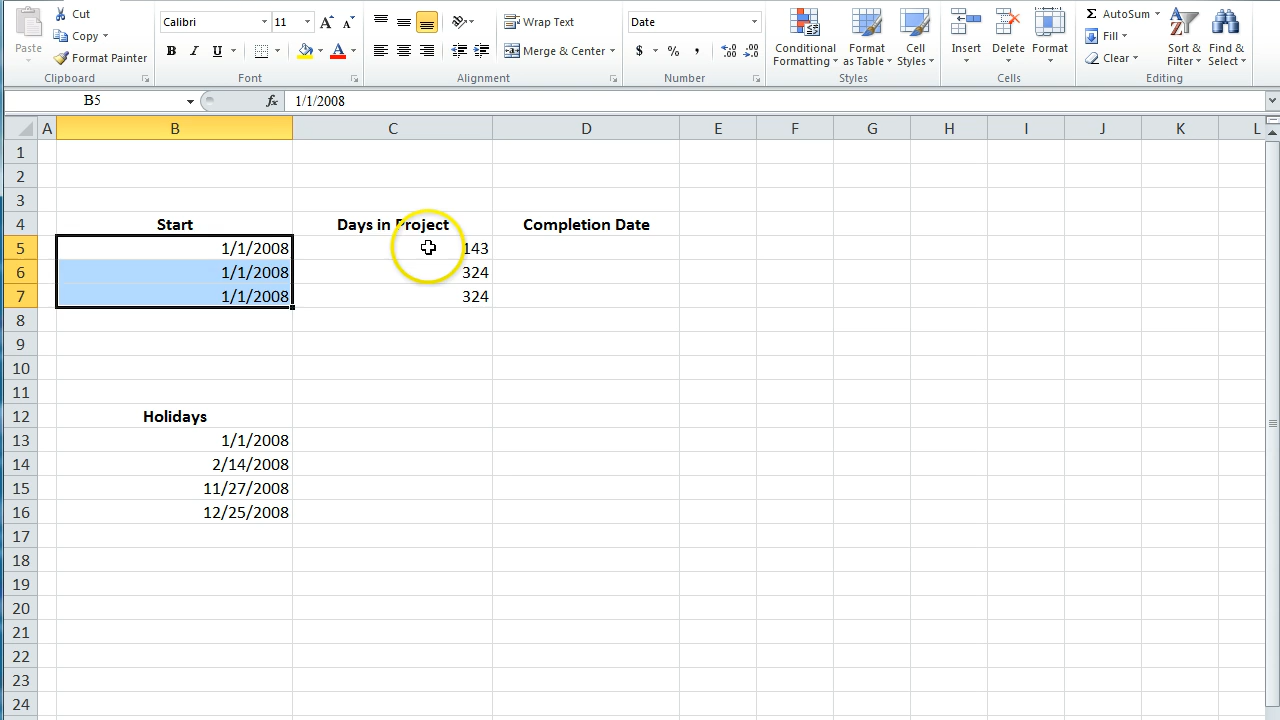 Cut
Copy
Format Painter
Paste
Clipboard
Calibri 11 A A
B I U A
Font
Wrap Text
Merge & Center
Alignment
Date
$ % , .0 .00 .00 .0
Number
Conditional Formatting
Format as Table
Cell Styles
Styles
Insert Delete Format
Cells
Σ AutoSum
Fill
Clear
Sort & Filter
Find & Select
Editing
B5 fx 1/1/2008
A B C D E F G H I J K L
1
2
3
4 Start Days in Project Completion Date
5 1/1/2008 143
6 1/1/2008 324
7 1/1/2008 324
8
9
10
11
12 Holidays
13 1/1/2008
14 2/14/2008
15 11/27/2008
16 12/25/2008
17
18
19
20
21
22
23
24